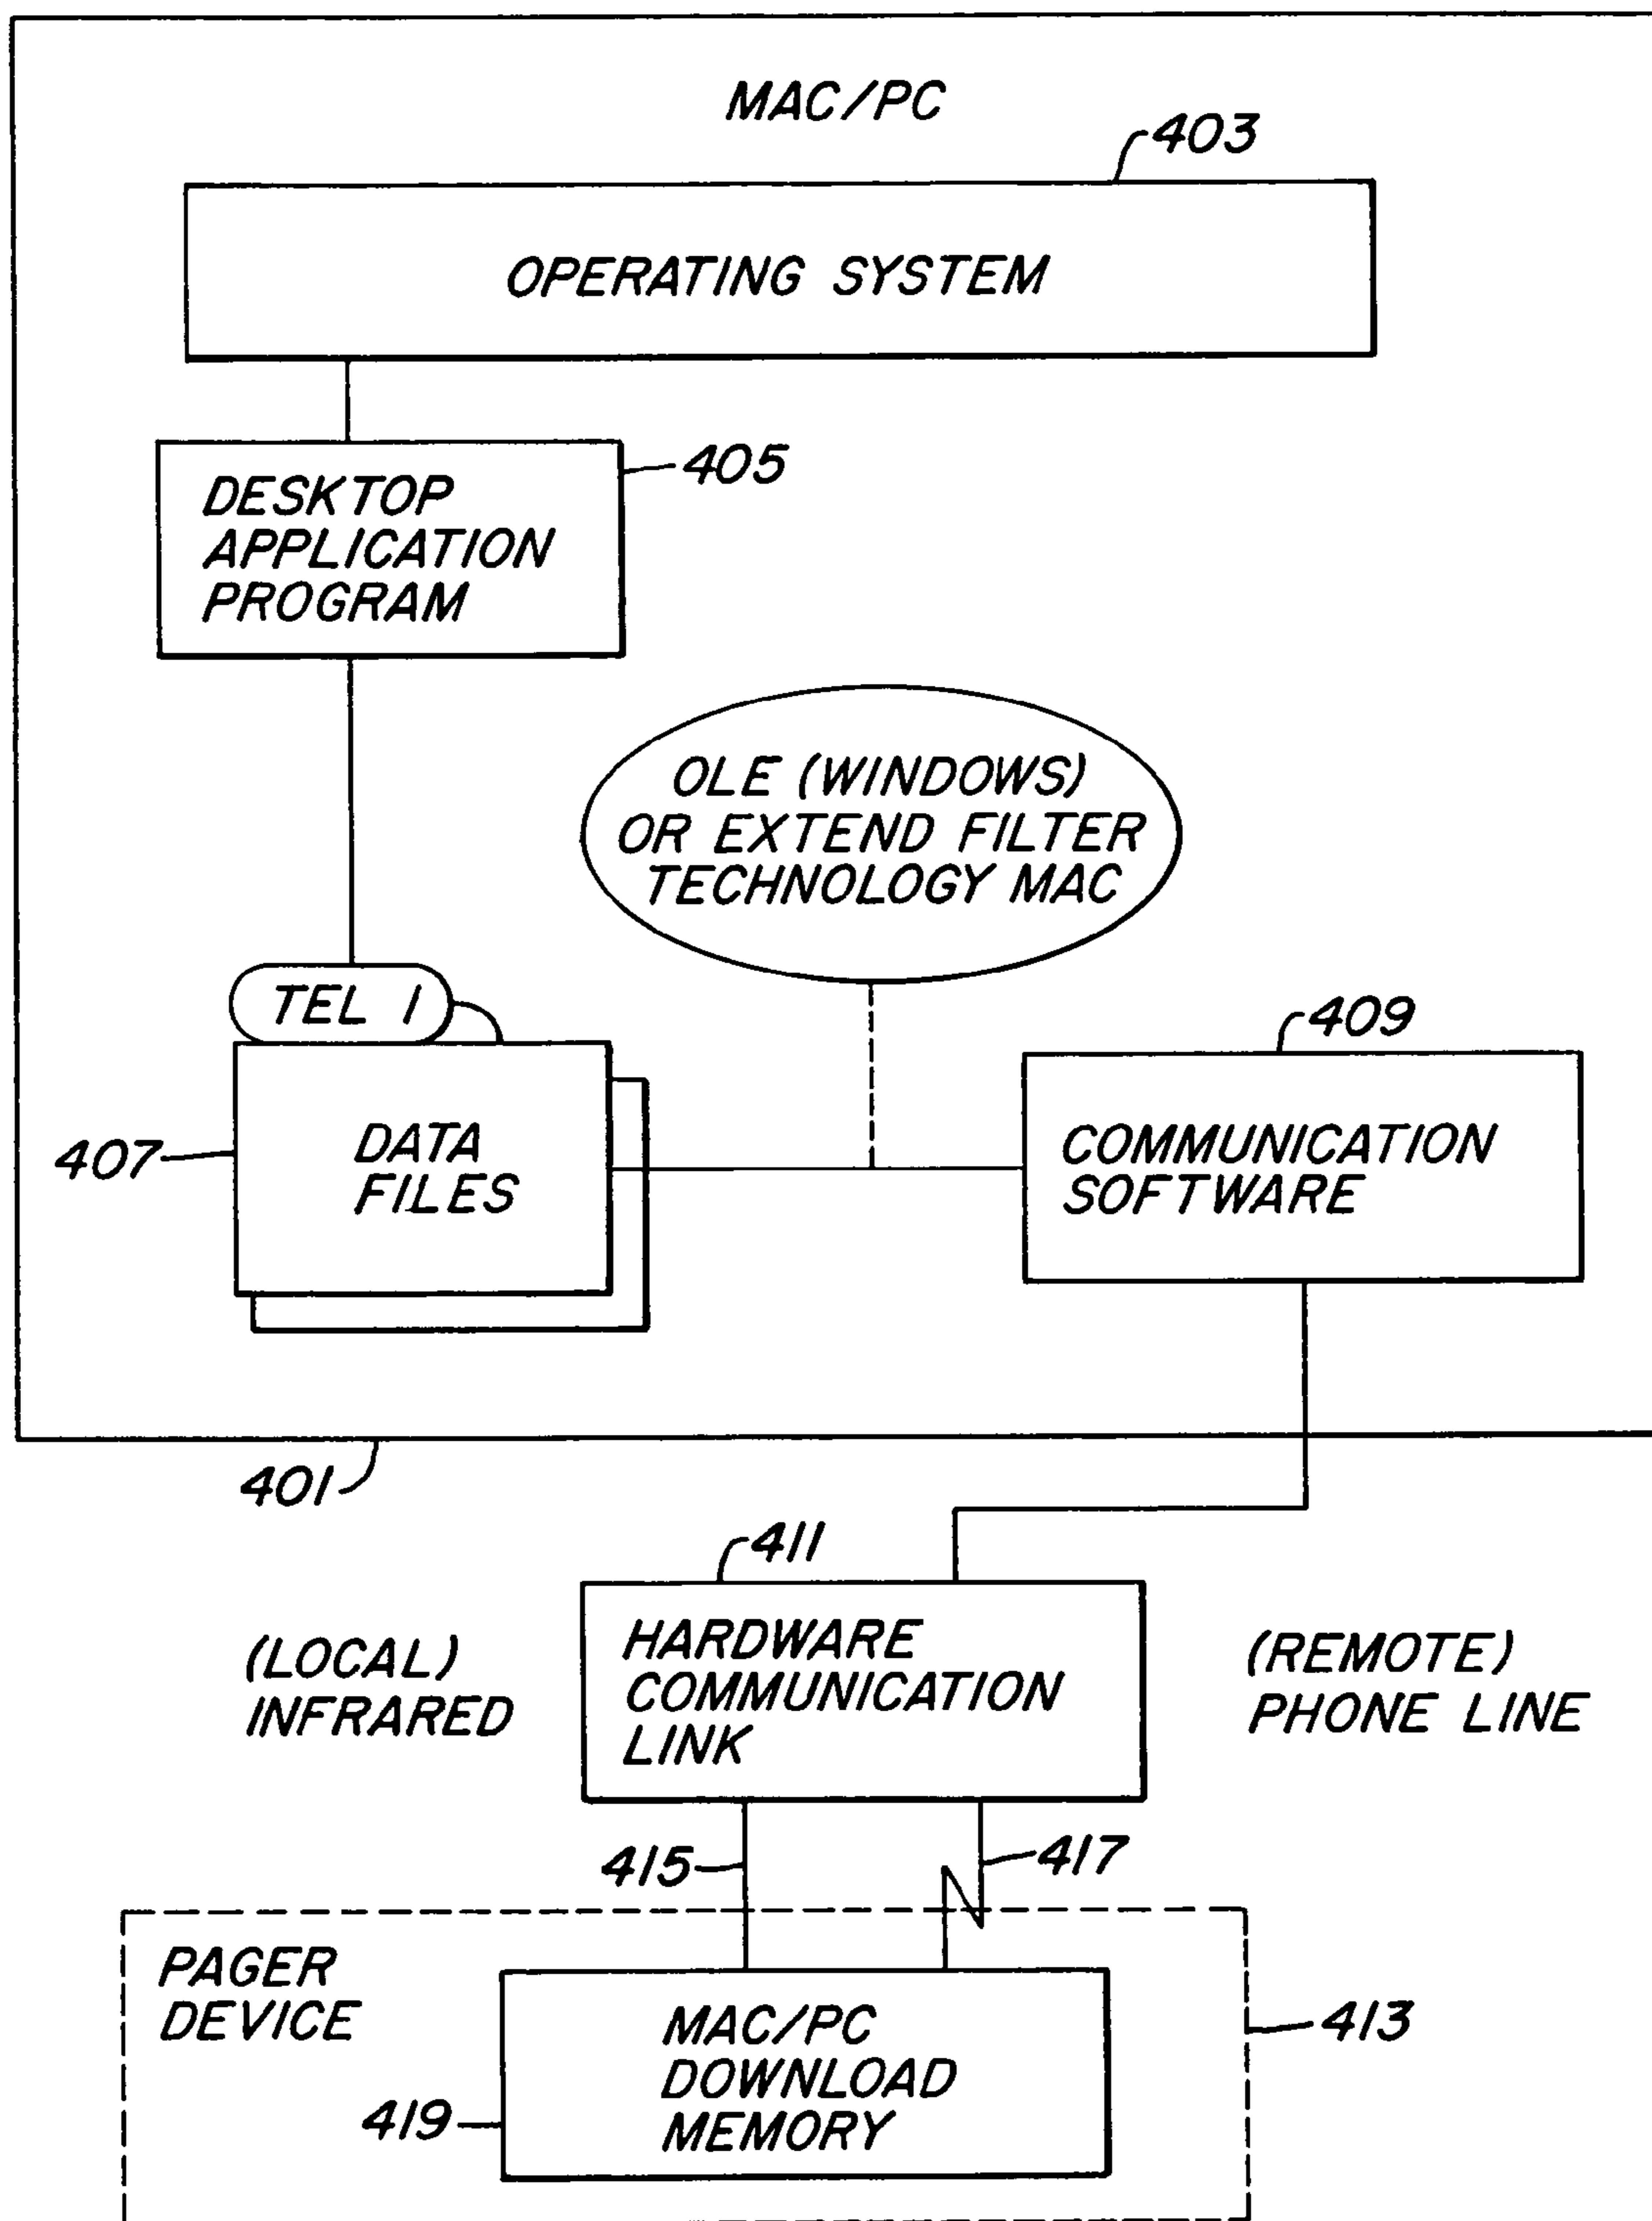 MAC/PC
403
OPERATING SYSTEM
405
DESKTOP
APPLICATION
PROGRAM
OLE (WINDOWS)
OR EXTEND FILTER
TECHNOLOGY MAC
TEL 1
409
407
DATA
FILES
COMMUNICATION
SOFTWARE
401
411
(LOCAL)
INFRARED
HARDWARE
COMMUNICATION
LINK
(REMOTE)
PHONE LINE
415
417
PAGER
DEVICE
413
MAC/PC
DOWNLOAD
MEMORY
419